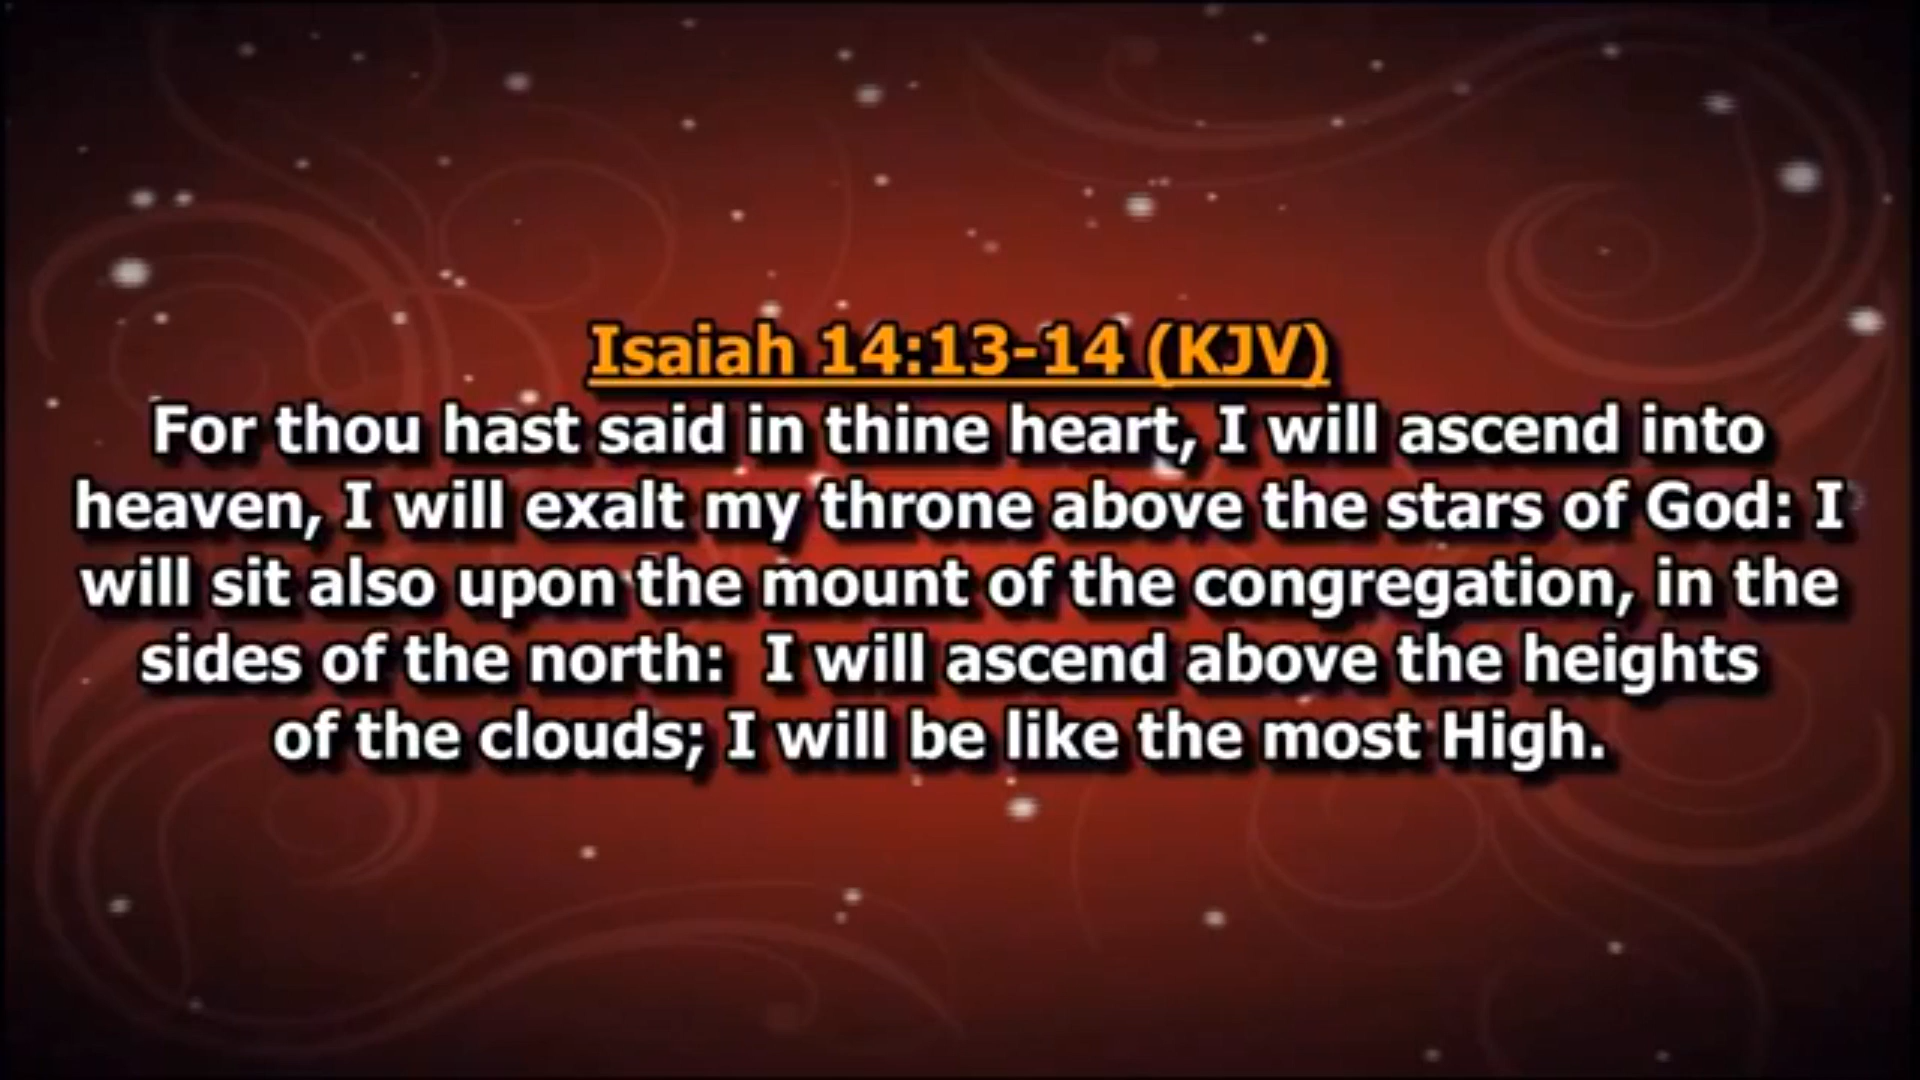 Isaiah 14:13-14 (KJV)
For thou hast said in thine heart, I will ascend into
heaven, I will exalt my throne above the stars of God: I
will sit also upon the mount of the congregation, in the
sides of the north:  I will ascend above the heights
of the clouds; I will be like the most High.